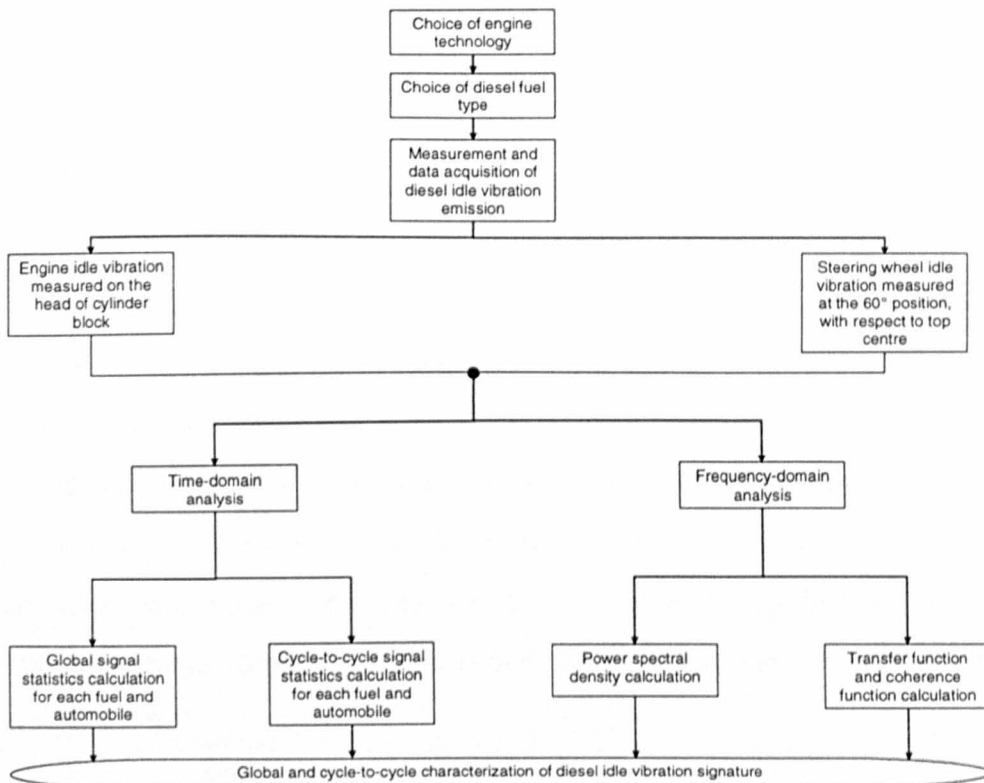 Choice of engine
technology
Choice of diesel fuel
type
Measurement and
data acquisition of
diesel idle vibration
emission
Engine idle vibration
measured on the
head of cylinder
block
Steering wheel idle
vibration measured
at the 60° position,
with respect to top
centre
Time-domain
analysis
Frequency-domain
analysis
Global signal
statistics calculation
for each fuel and
automobile
Cycle-to-cycle signal
statistics calculation
for each fuel and
automobile
Power spectral
density calculation
Transfer function
and coherence
function calculation
Global and cycle-to-cycle characterization of diesel idle vibration signature